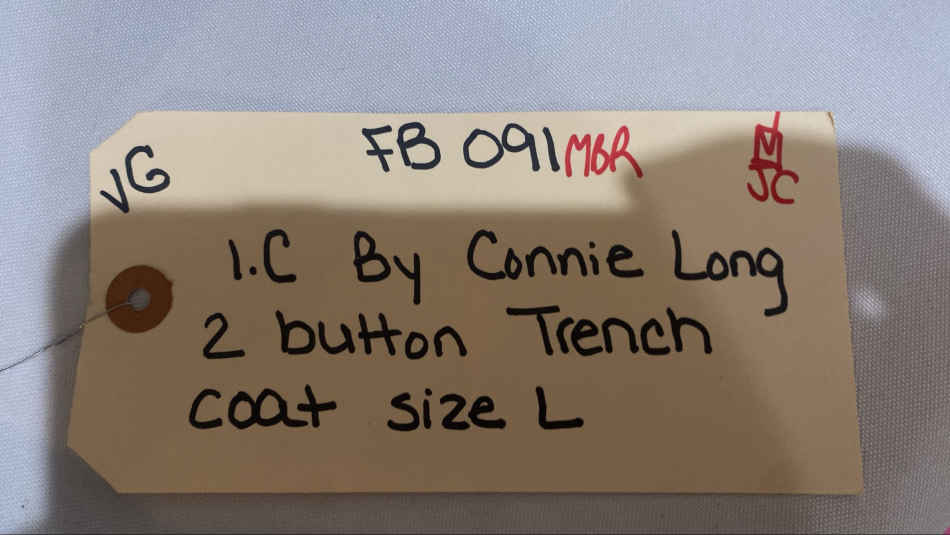 VG
FB 091 MBR
JC
1.C By Connie Long
2 button Trench
coat size L